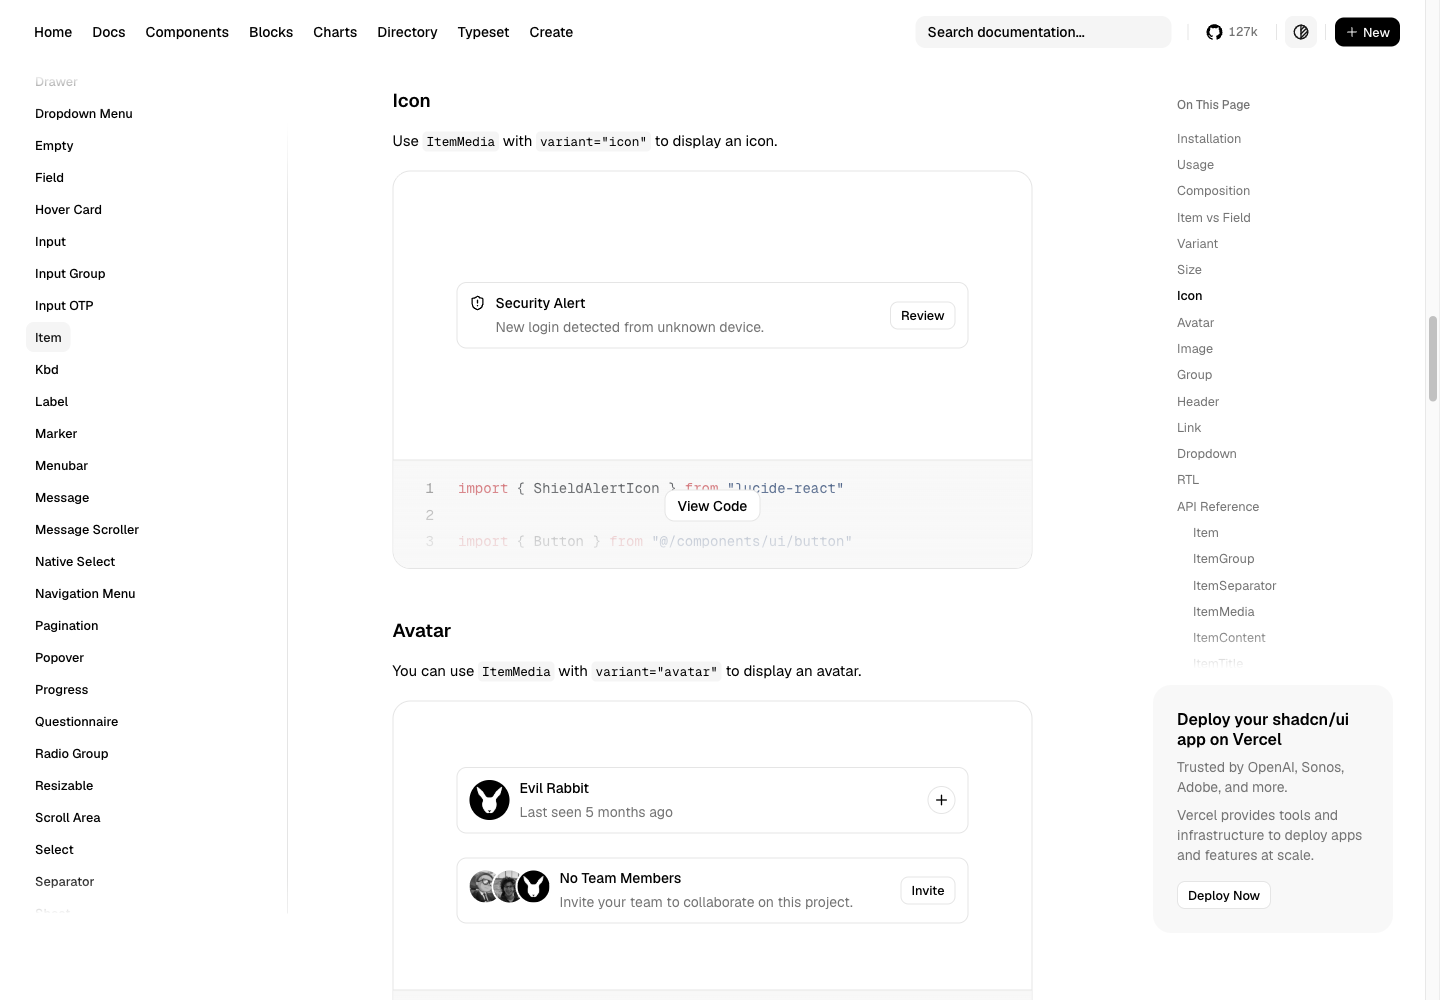 Home Docs Components Blocks Charts Directory Typeset Create
Search documentation...
127k
New
Drawer
Dropdown Menu
Empty
Field
Hover Card
Input
Input Group
Input OTP
Item
Kbd
Label
Marker
Menubar
Message
Message Scroller
Native Select
Navigation Menu
Pagination
Popover
Progress
Questionnaire
Radio Group
Resizable
Scroll Area
Select
Separator
Icon
Use ItemMedia with variant="icon" to display an icon.
Security Alert
New login detected from unknown device.
Review
1 import { ShieldAlertIcon } from "lucide-react"
View Code
2
3 import { Button } from "@/components/ui/button"
Avatar
You can use ItemMedia with variant="avatar" to display an avatar.
Evil Rabbit
Last seen 5 months ago
No Team Members
Invite your team to collaborate on this project.
Invite
On This Page
Installation
Usage
Composition
Item vs Field
Variant
Size
Icon
Avatar
Image
Group
Header
Link
Dropdown
RTL
API Reference
Item
ItemGroup
ItemSeparator
ItemMedia
ItemContent
ItemTitle
Deploy your shadcn/ui
app on Vercel
Trusted by OpenAI, Sonos,
Adobe, and more.
Vercel provides tools and
infrastructure to deploy apps
and features at scale.
Deploy Now